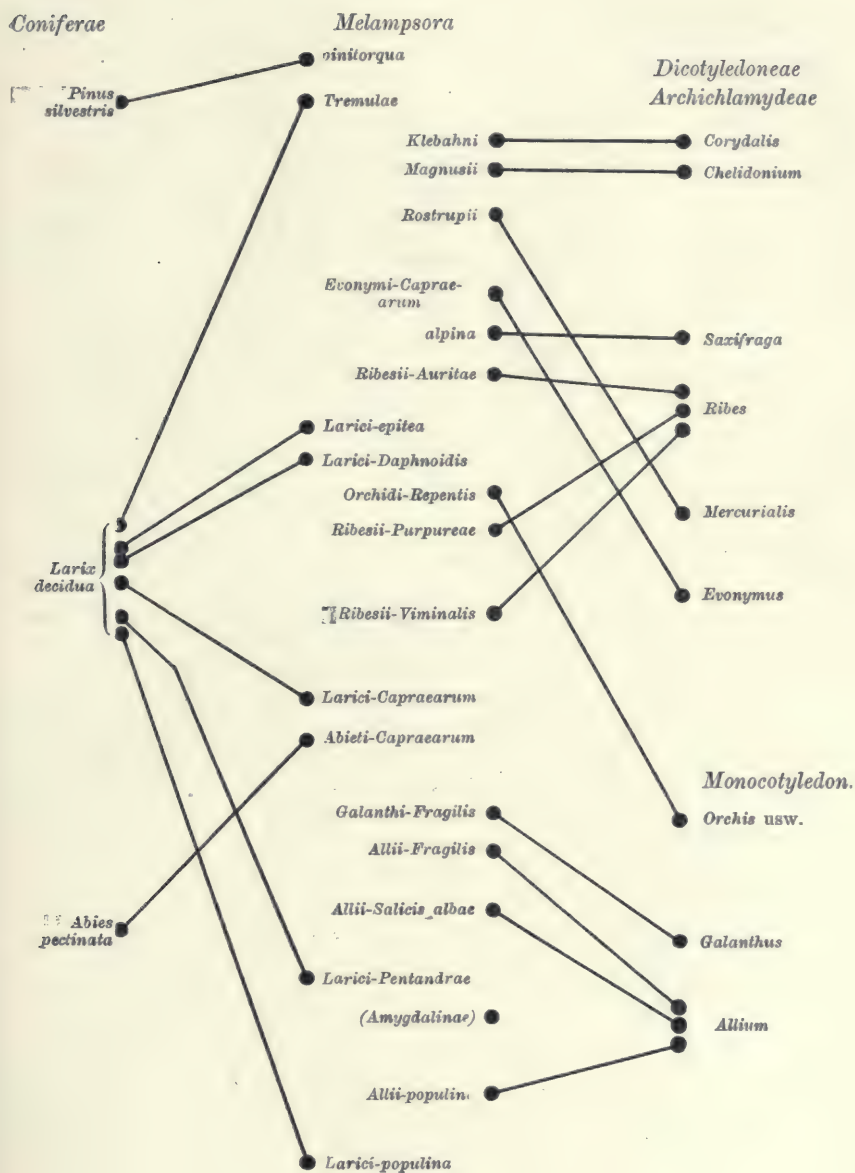 Coniferae
Melampsora
pinitorqua
Dicotyledoneae
Archichlamydeae
Pinus
silvestris
Tremulae
Klebahni
Corydalis
Magnusii
Chelidonium
Rostrupii
Evonymi-Caprae-
arum
alpina
Saxifraga
Ribesii-Auritae
Ribes
Larici-epitea
Larici-Daphnoidis
Orchidi-Repentis
Mercurialis
Ribesii-Purpureae
Larix
decidua
Evonymus
Ribesii-Viminalis
Larici-Capraearum
Abieti-Capraearum
Monocotyledon.
Galanthi-Fragilis
Orchis usw.
Allii-Fragilis
Allii-Salicis albae
Abies
pectinata
Galanthus
Larici-Pentandrae
(Amygdalinae)
Allium
Allii-populin
Larici-populina